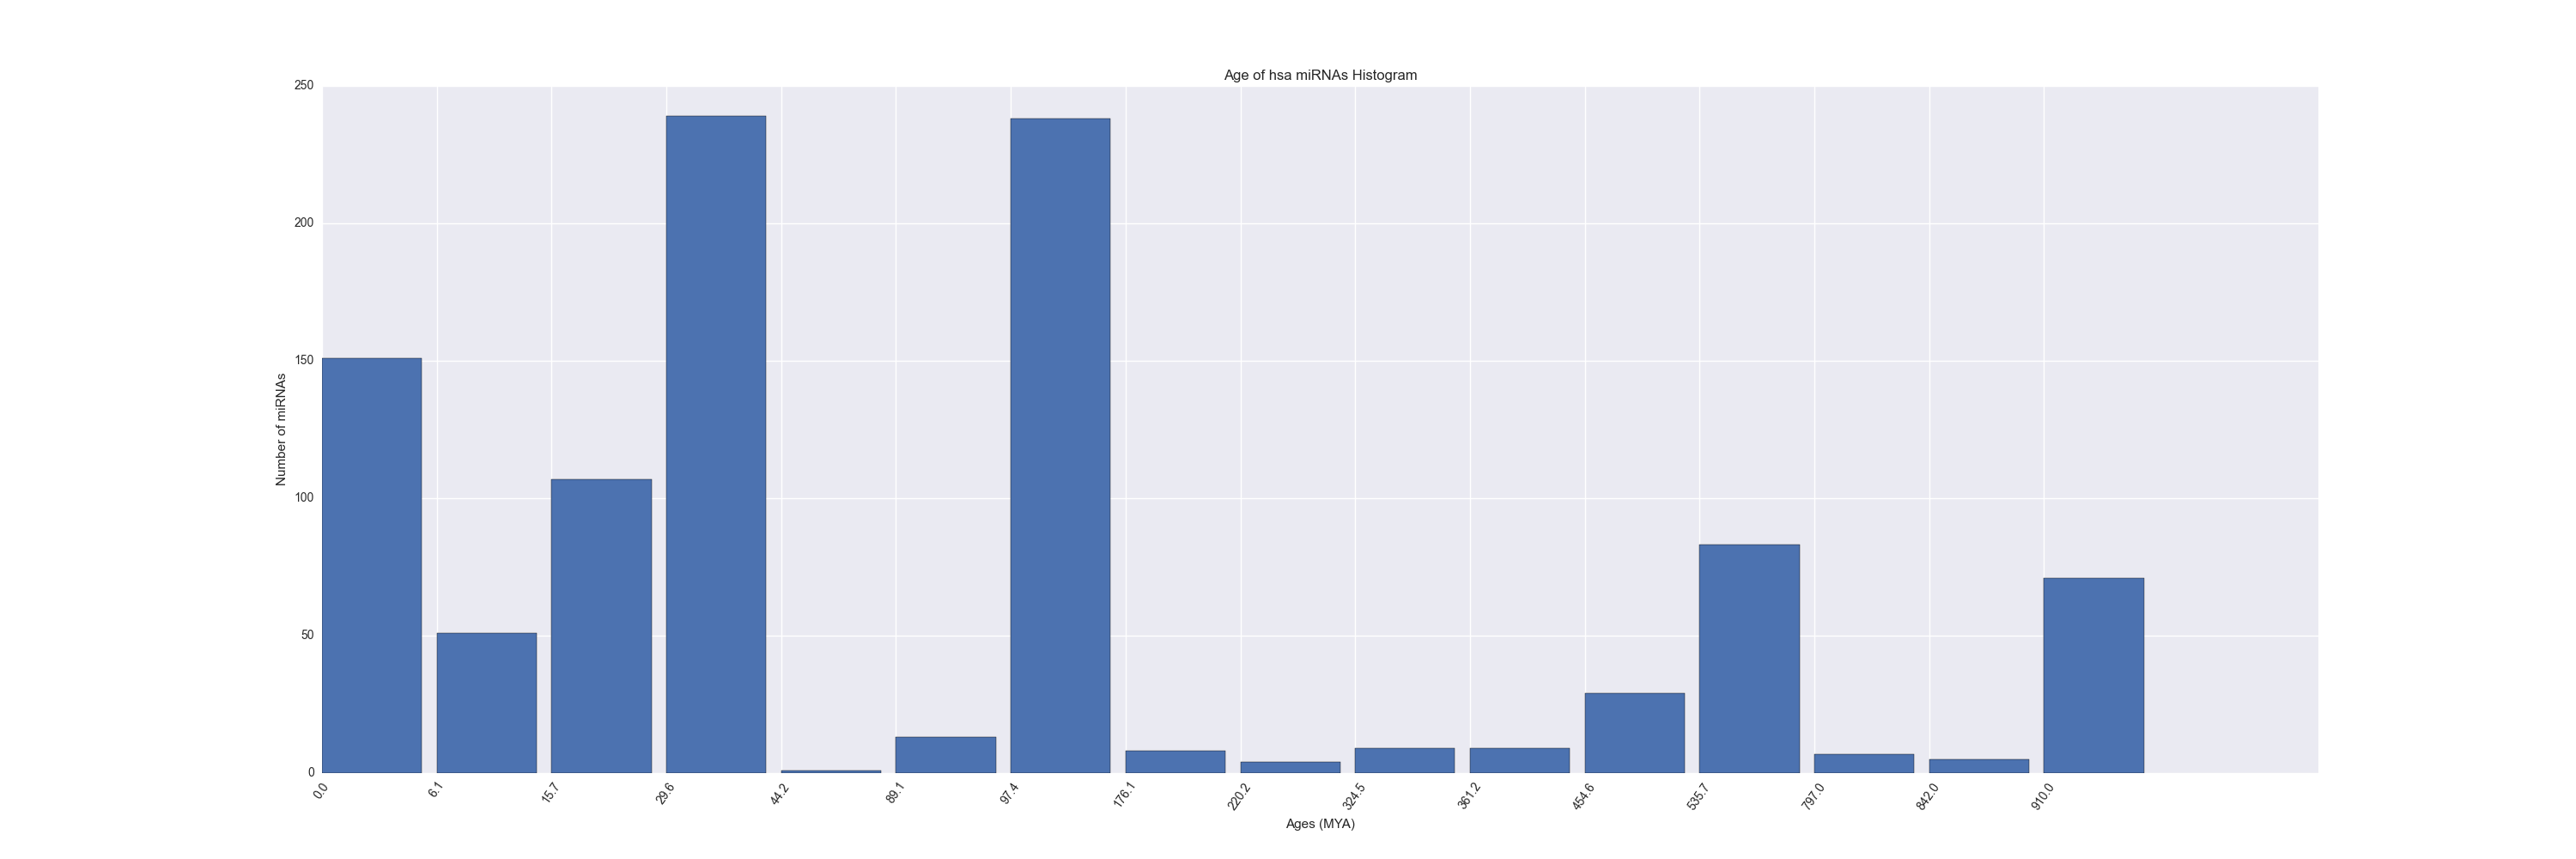 Age of hsa miRNAs Histogram
250
200
150
100
50
0
Number of miRNAs
0.0 6.1 15.7 29.6 44.2 89.1 97.4 176.1 220.2 324.5 361.2 454.6 535.7 797.0 842.0 910.0
Ages (MYA)